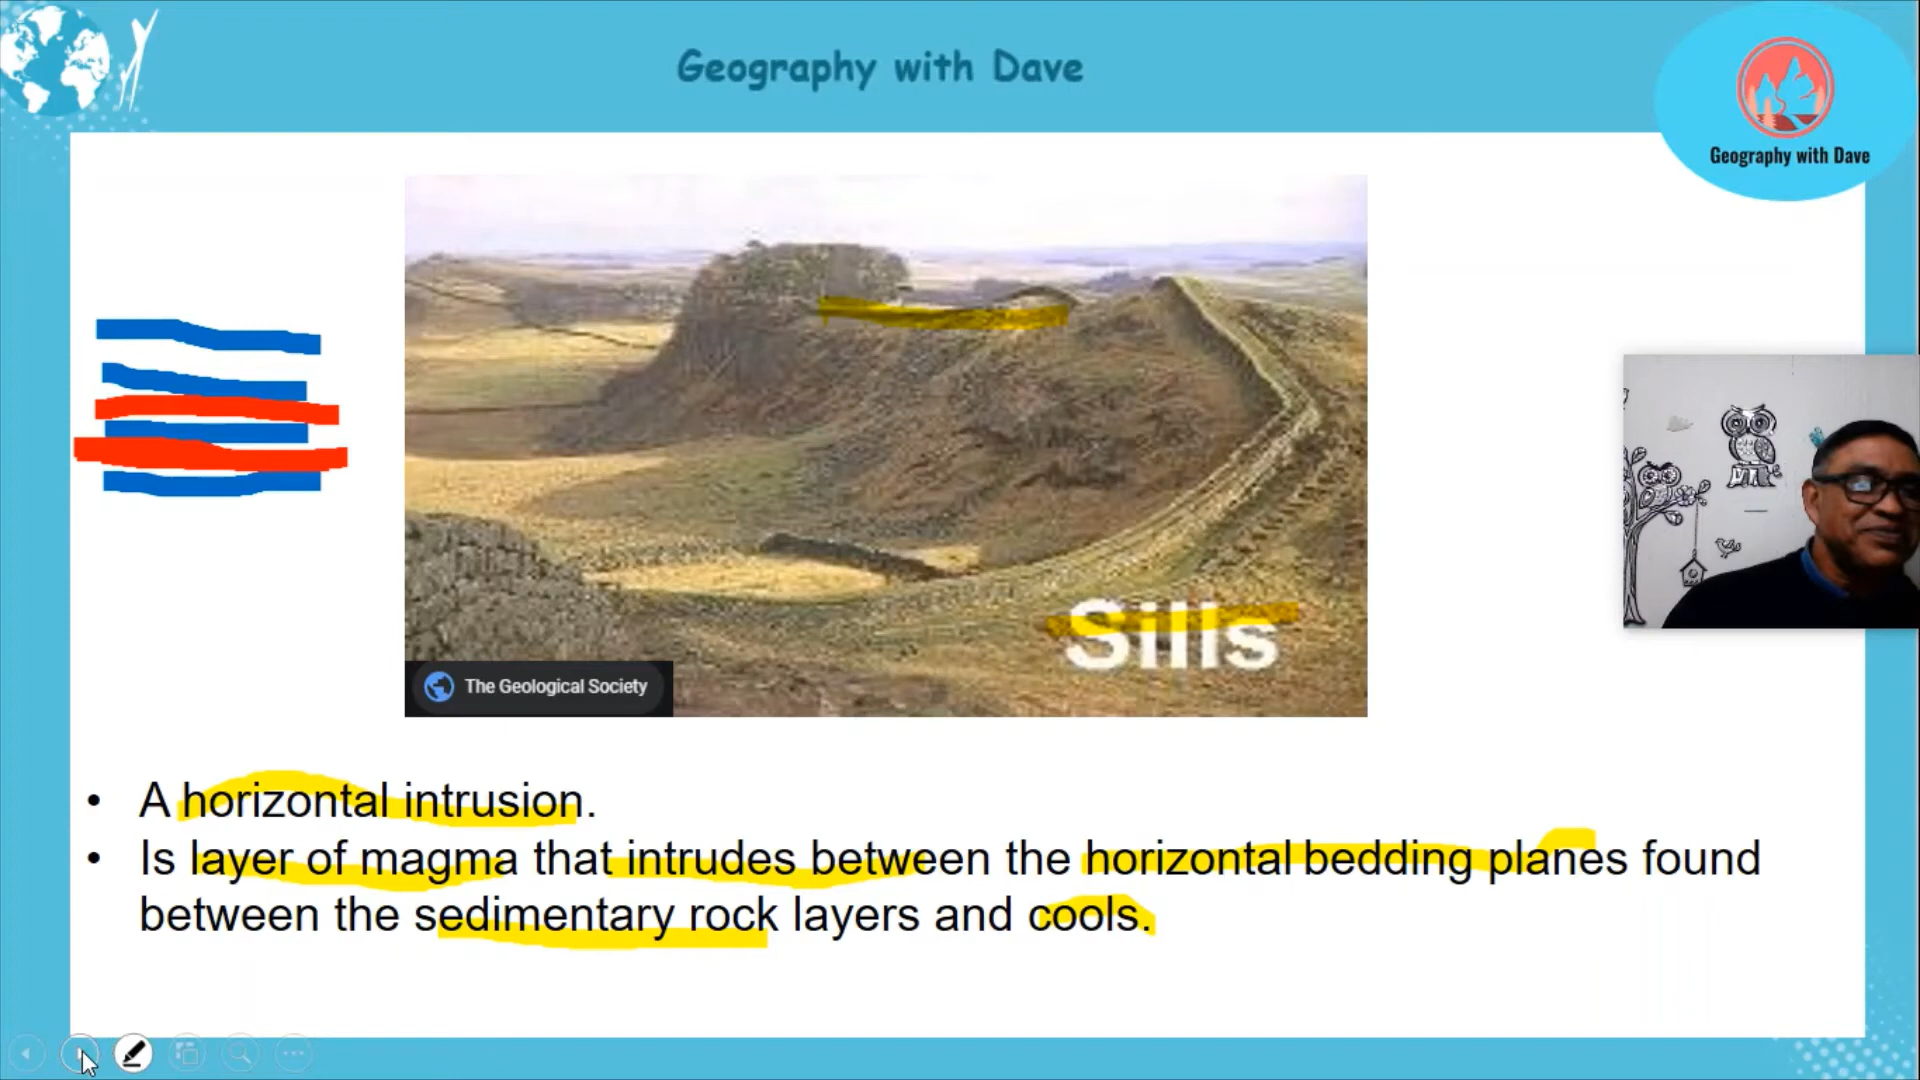 Geography with Dave
Geography with Dave
Sills
The Geological Society
• A horizontal intrusion.
• Is layer of magma that intrudes between the horizontal bedding planes found
between the sedimentary rock layers and cools.